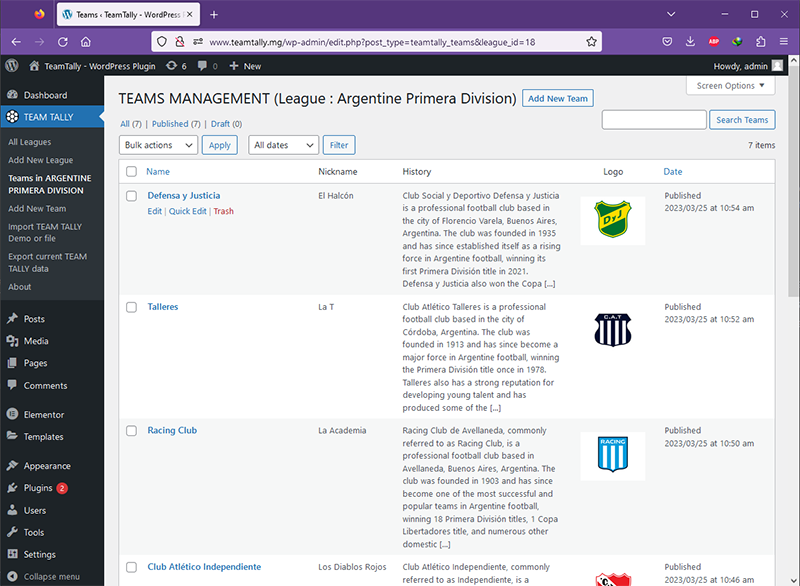 Teams ‹ TeamTally ‹ WordPress P
www.teamtally.mg/wp-admin/edit.php?post_type=teamtally_teams&league_id=18
ABP
TeamTally - WordPress Plugin 6 0 New
Howdy, admin
Dashboard
TEAM TALLY
All Leagues
Add New League
Teams in ARGENTINE
PRIMERA DIVISIÓN
Add New Team
Import TEAM TALLY
Demo or file
Export current TEAM
TALLY data
About
Posts
Media
Pages
Comments
Elementor
Templates
Appearance
Plugins 2
Users
Tools
Settings
Collapse menu
Screen Options
TEAMS MANAGEMENT (League : Argentine Primera División) Add New Team
All (7) | Published (7) | Draft (0)
Search Teams
Bulk actions Apply All dates Filter
7 items
Name Nickname History Logo Date
Defensa y Justicia
Edit | Quick Edit | Trash
El Halcón
Club Social y Deportivo Defensa y Justicia
is a professional football club based in
the city of Florencio Varela, Buenos Aires,
Argentina. The club was founded in 1935
and has since established itself as a rising
force in Argentine football, winning its
first Primera División title in 2021.
Defensa y Justicia also won the Copa [...]
D y J
Published
2023/03/25 at 10:54 am
Talleres
La T
Club Atlético Talleres is a professional
football club based in the city of
Córdoba, Argentina. The club was
founded in 1913 and has since become a
major force in Argentine football, winning
the Primera División title once in 1978.
Talleres also has a strong reputation for
developing young talent and has
produced some of the [...]
C.A.T
Published
2023/03/25 at 10:52 am
Racing Club
La Academia
Racing Club de Avellaneda, commonly
referred to as Racing Club, is a
professional football club based in
Avellaneda, Buenos Aires, Argentina. The
club was founded in 1903 and has since
become one of the most successful and
popular teams in Argentine football,
winning 18 Primera División titles, 1 Copa
Libertadores title, and numerous other
domestic [...]
RACING
Published
2023/03/25 at 10:50 am
Club Atlético Independiente
Los Diablos Rojos
Club Atlético Independiente, commonly
referred to as Independiente, is a
Published
2023/03/25 at 10:46 am